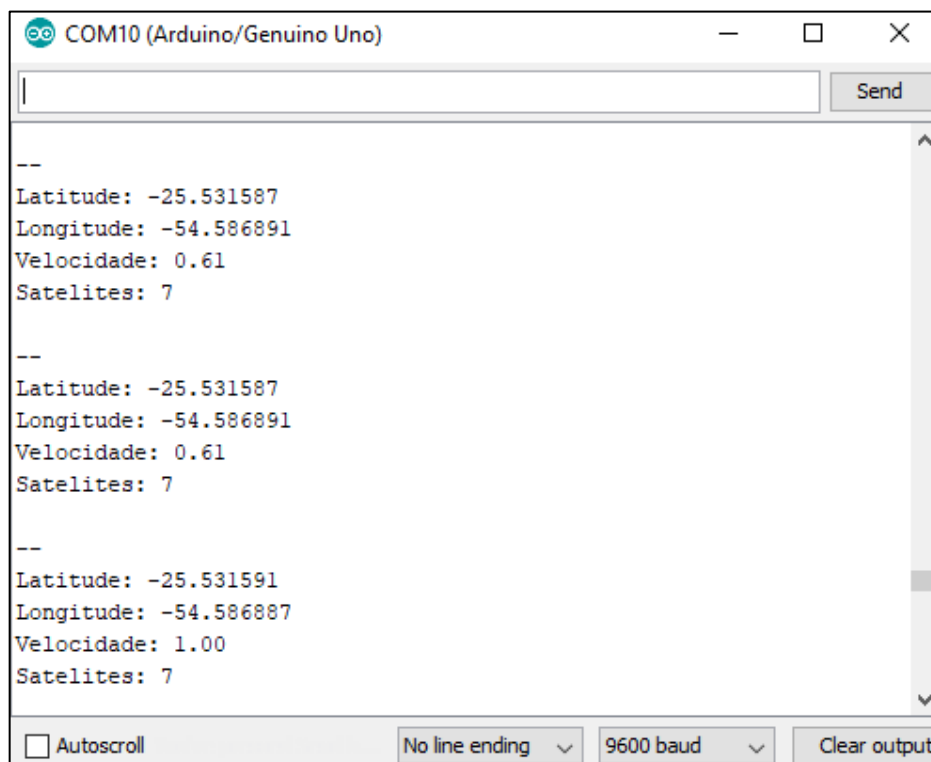 COM10 (Arduino/Genuino Uno)
Send
--
Latitude: -25.531587
Longitude: -54.586891
Velocidade: 0.61
Satelites: 7
--
Latitude: -25.531587
Longitude: -54.586891
Velocidade: 0.61
Satelites: 7
--
Latitude: -25.531591
Longitude: -54.586887
Velocidade: 1.00
Satelites: 7
Autoscroll No line ending 9600 baud Clear output